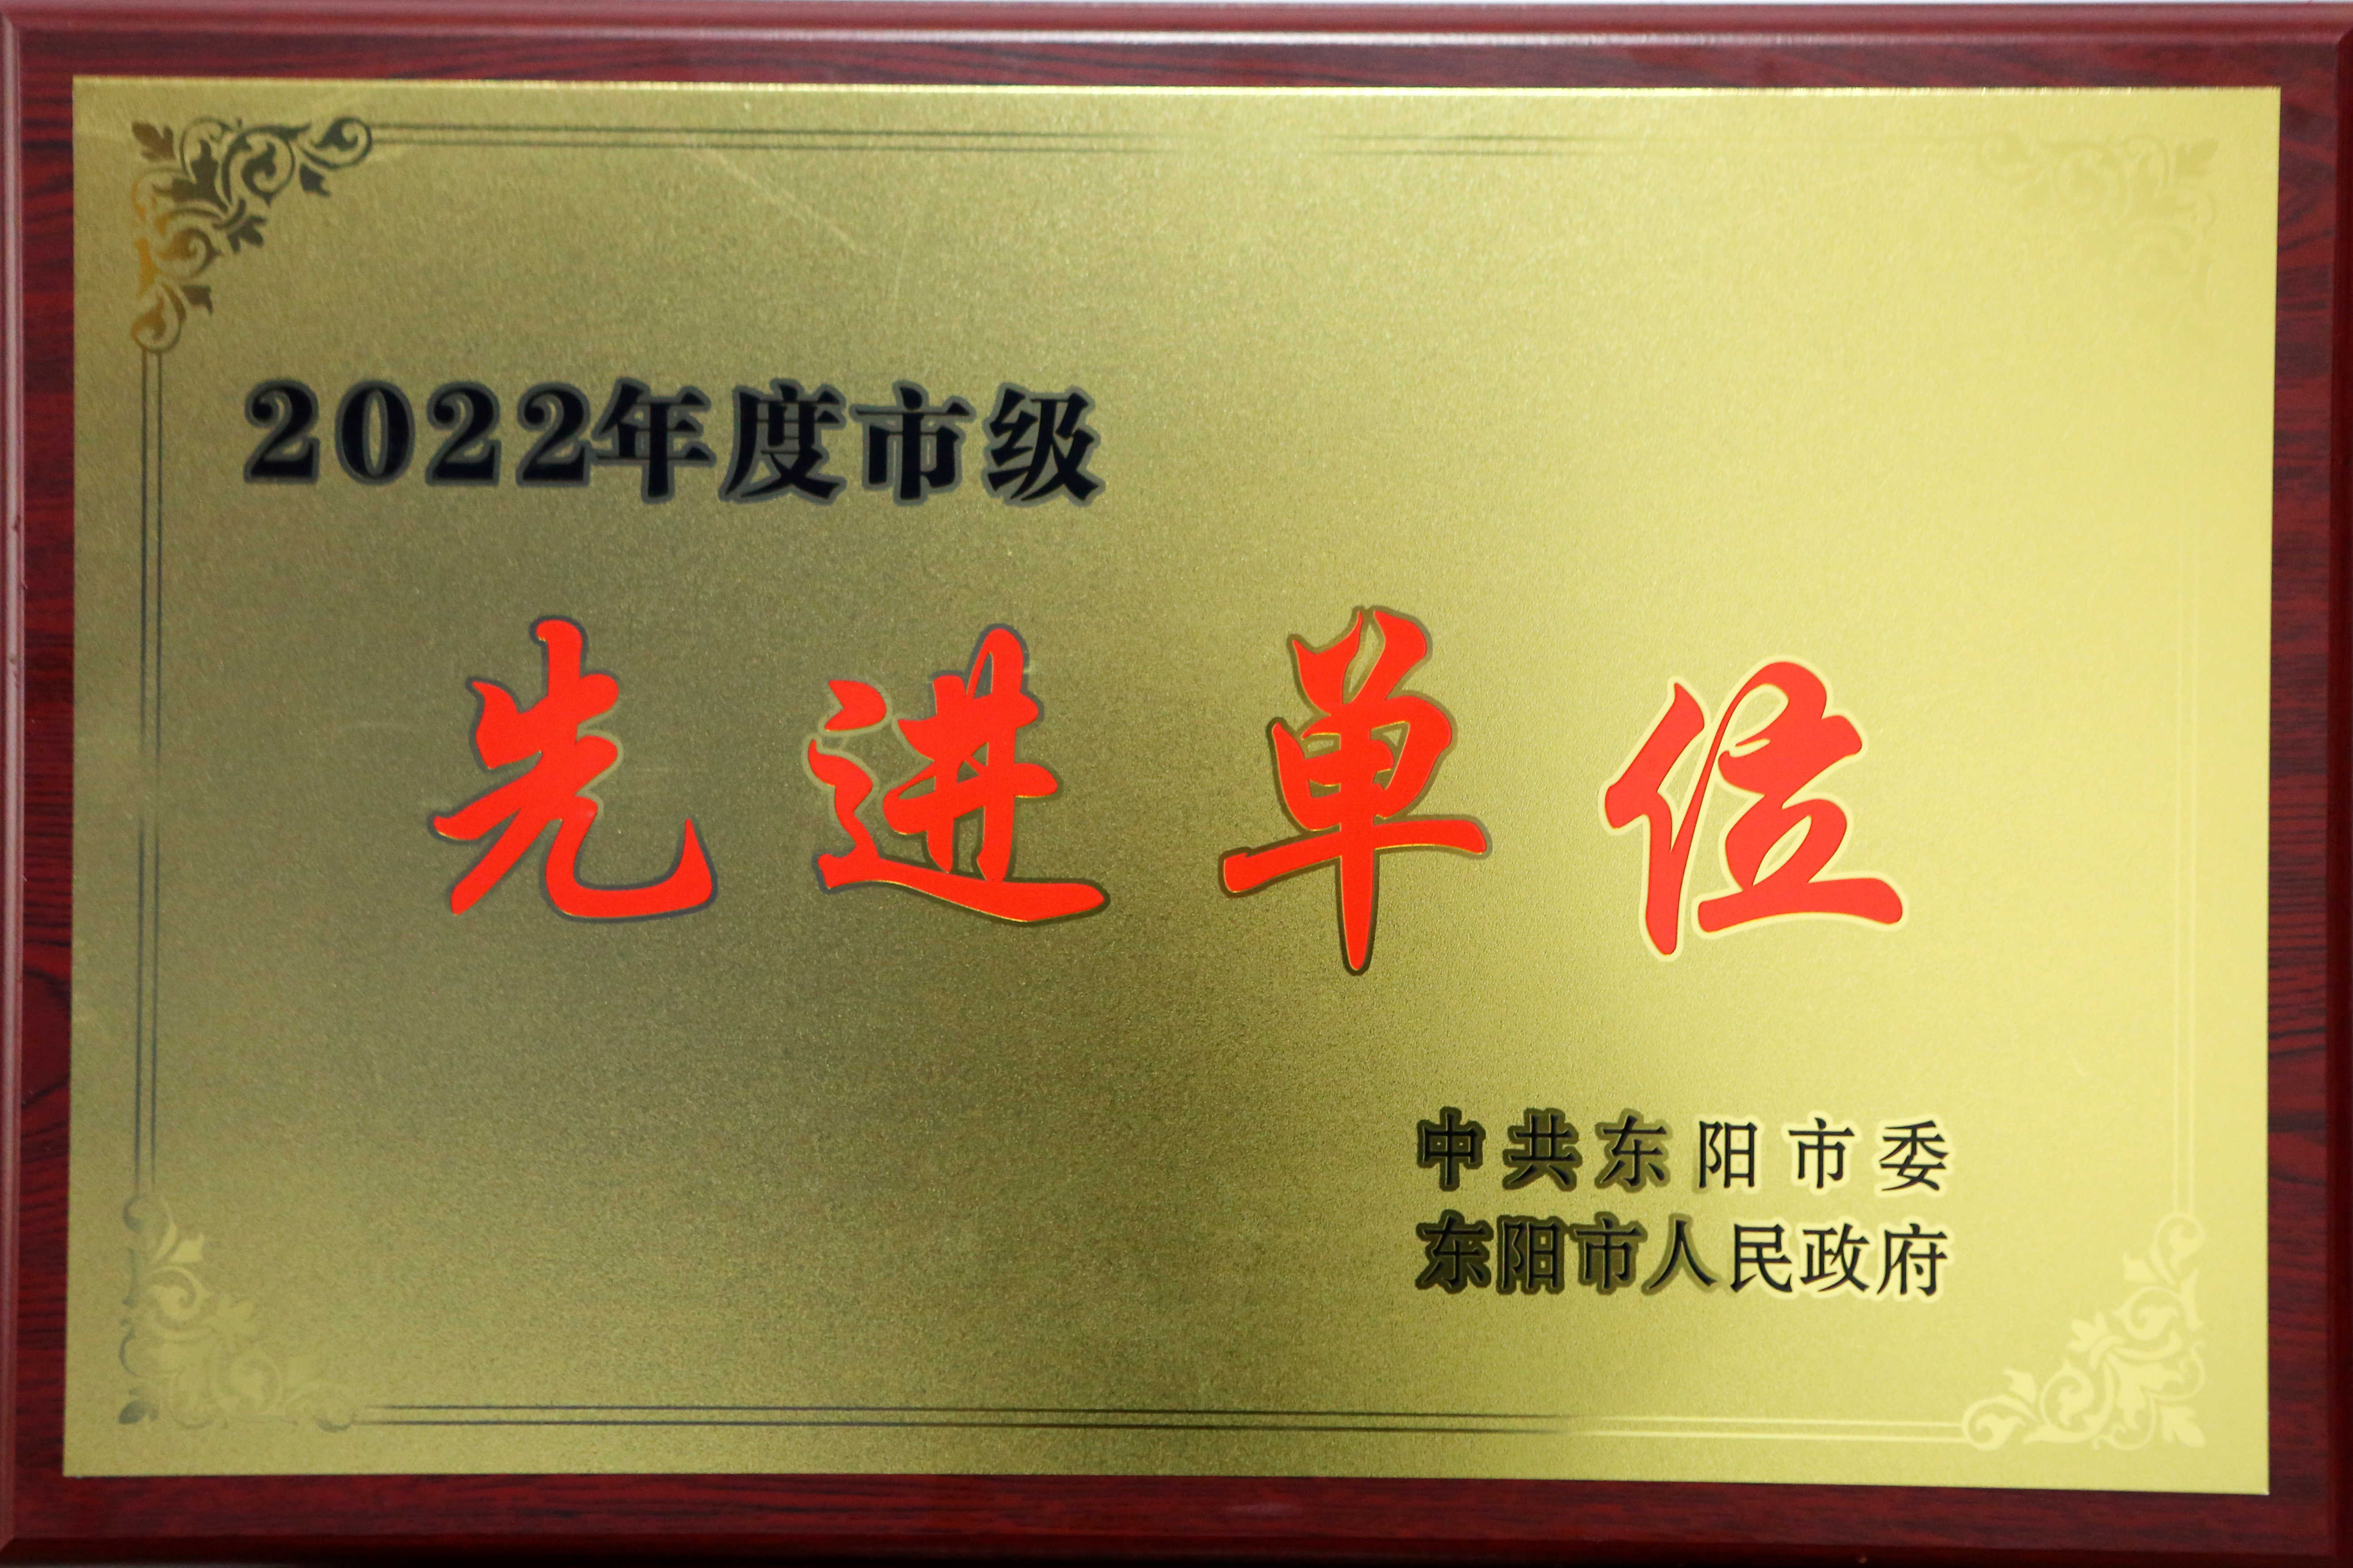 2022年度市级
先进单位
中共东阳市委
东阳市人民政府